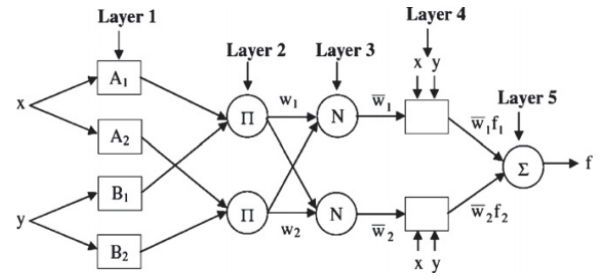 Layer 1
Layer 2
Layer 3
Layer 4
Layer 5
x
y
A₁
A₂
B₁
B₂
Π
Π
w₁
w₂
N
N
w̅₁
w̅₂
x y
x y
w̅₁f₁
w̅₂f₂
Σ
f